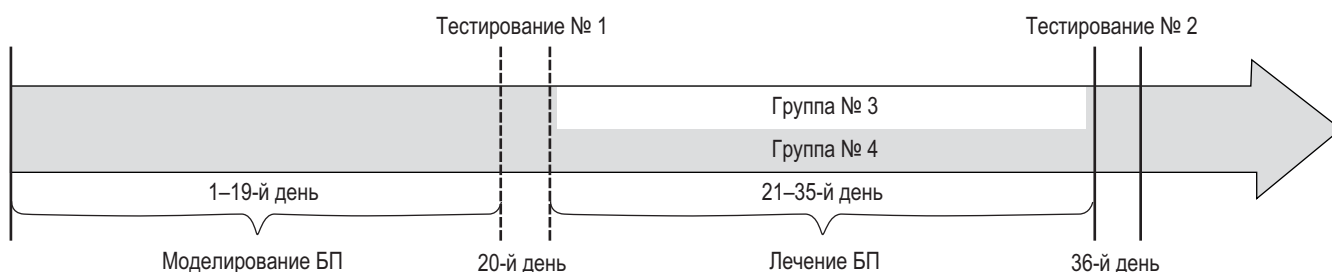 Тестирование № 1
Тестирование № 2
Группа № 3
Группа № 4
1–19-й день
21–35-й день
Моделирование БП
20-й день
Лечение БП
36-й день